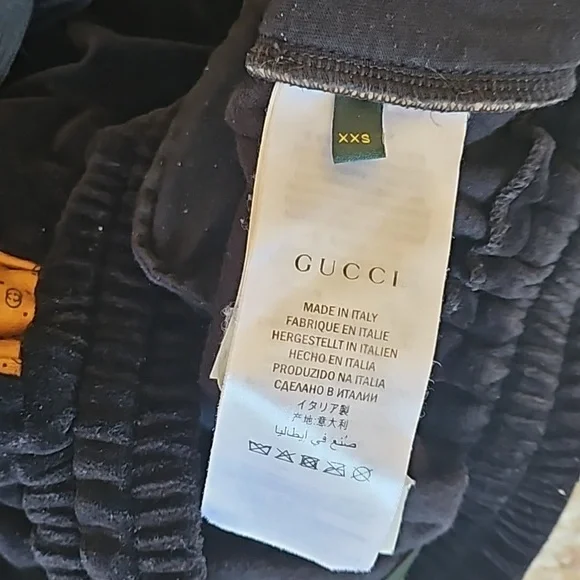 XXS
GUCCI
MADE IN ITALY
FABRIQUE EN ITALIE
HERGESTELLT IN ITALIEN
HECHO EN ITALIA
PRODUZIDO NA ITALIA
СДЕЛАНО В ИТАЛИИ
イタリア製
产地:意大利
صنع في إيطاليا